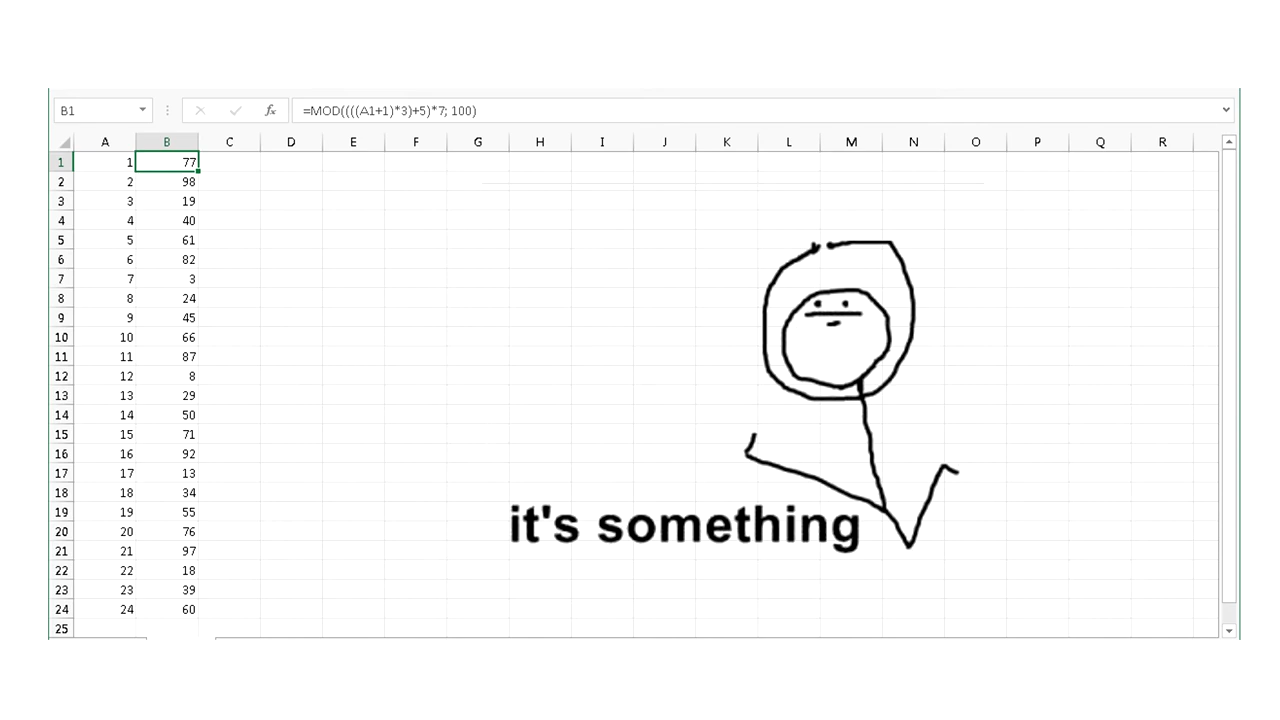 B1 fx =MOD((((A1+1)*3)+5)*7; 100)
A B C D E F G H I J K L M N O P Q R
1 1 77
2 2 98
3 3 19
4 4 40
5 5 61
6 6 82
7 7 3
8 8 24
9 9 45
10 10 66
11 11 87
12 12 8
13 13 29
14 14 50
15 15 71
16 16 92
17 17 13
18 18 34
19 19 55
20 20 76
21 21 97
22 22 18
23 23 39
24 24 60
25
it's something